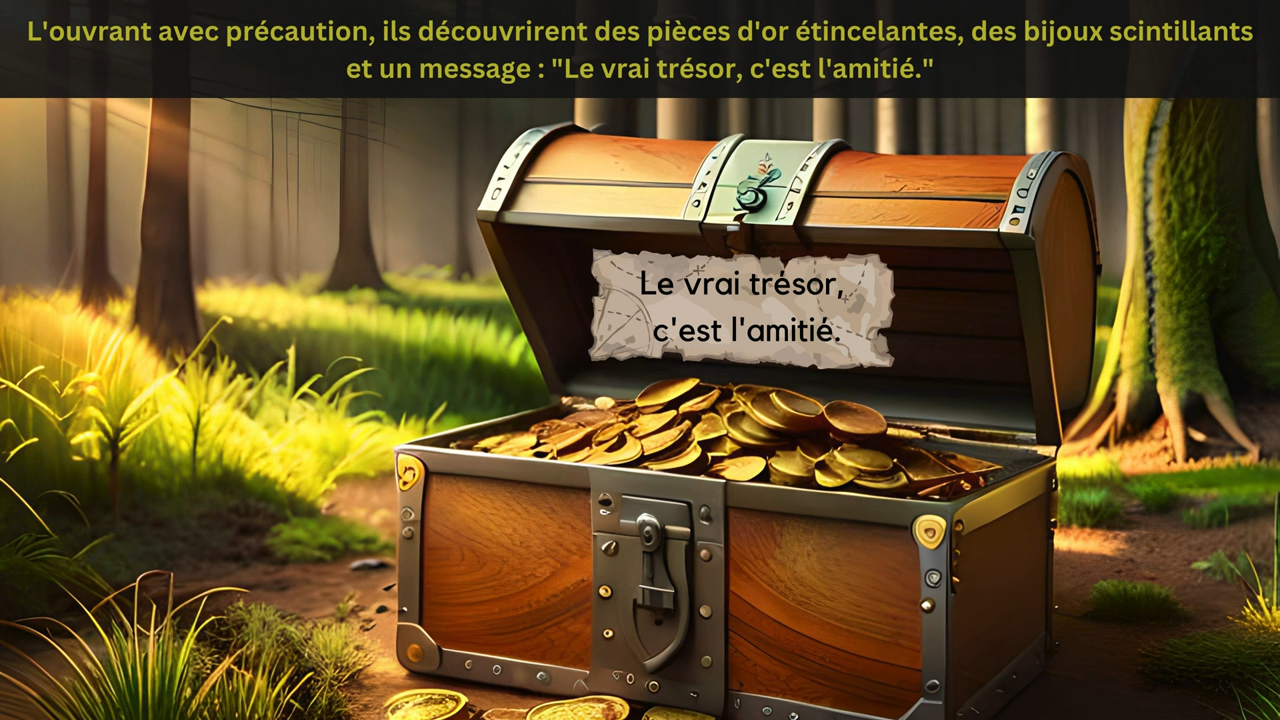 L'ouvrant avec précaution, ils découvrirent des pièces d'or étincelantes, des bijoux scintillants
et un message : "Le vrai trésor, c'est l'amitié."
Le vrai trésor,
c'est l'amitié.